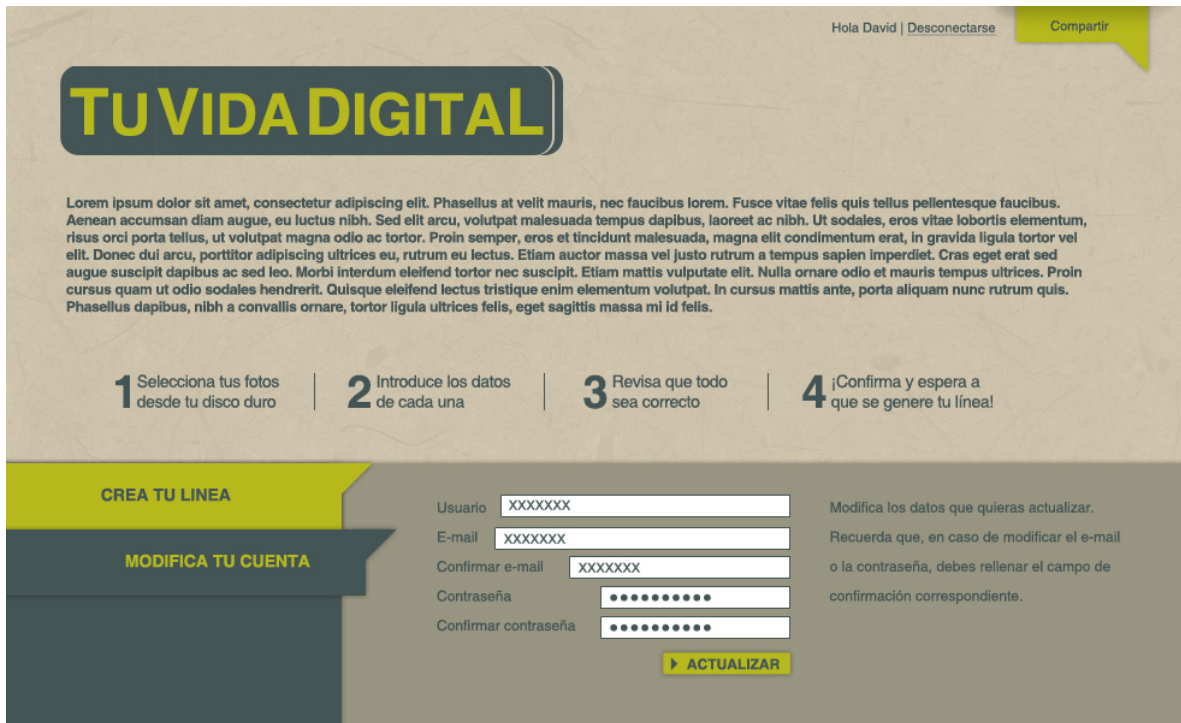 Hola David | Desconectarse
Compartir
TU VIDA DIGITAL
Lorem ipsum dolor sit amet, consectetur adipiscing elit. Phasellus at velit mauris, nec faucibus lorem. Fusce vitae felis quis tellus pellentesque faucibus.
Aenean accumsan diam augue, eu luctus nibh. Sed elit arcu, volutpat malesuada tempus dapibus, laoreet ac nibh. Ut sodales, eros vitae lobortis elementum,
risus orci porta tellus, ut volutpat magna odio ac tortor. Proin semper, eros et tincidunt malesuada, magna elit condimentum erat, in gravida ligula tortor vel
elit. Donec dui arcu, porttitor adipiscing ultrices eu, rutrum eu lectus. Etiam auctor massa vel justo rutrum a tempus sapien imperdiet. Cras eget erat sed
augue suscipit dapibus ac sed leo. Morbi interdum eleifend tortor nec suscipit. Etiam mattis vulputate elit. Nulla ornare odio et mauris tempus ultrices. Proin
cursus quam ut odio sodales hendrerit. Quisque eleifend lectus tristique enim elementum volutpat. In cursus mattis ante, porta aliquam nunc rutrum quis.
Phasellus dapibus, nibh a convallis ornare, tortor ligula ultrices felis, eget sagittis massa mi id felis.
1 Selecciona tus fotos
desde tu disco duro
2 Introduce los datos
de cada una
3 Revisa que todo
sea correcto
4 ¡Confirma y espera a
que se genere tu línea!
CREA TU LINEA
MODIFICA TU CUENTA
Usuario XXXXXXX
E-mail XXXXXXX
Confirmar e-mail XXXXXXX
Contraseña ●●●●●●●●●●
Confirmar contraseña ●●●●●●●●●●
ACTUALIZAR
Modifica los datos que quieras actualizar.
Recuerda que, en caso de modificar el e-mail
o la contraseña, debes rellenar el campo de
confirmación correspondiente.